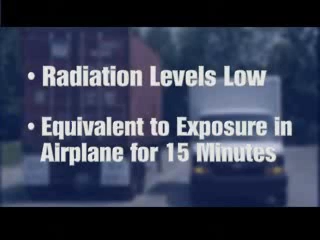 • Radiation Levels Low
• Equivalent to Exposure in
Airplane for 15 Minutes